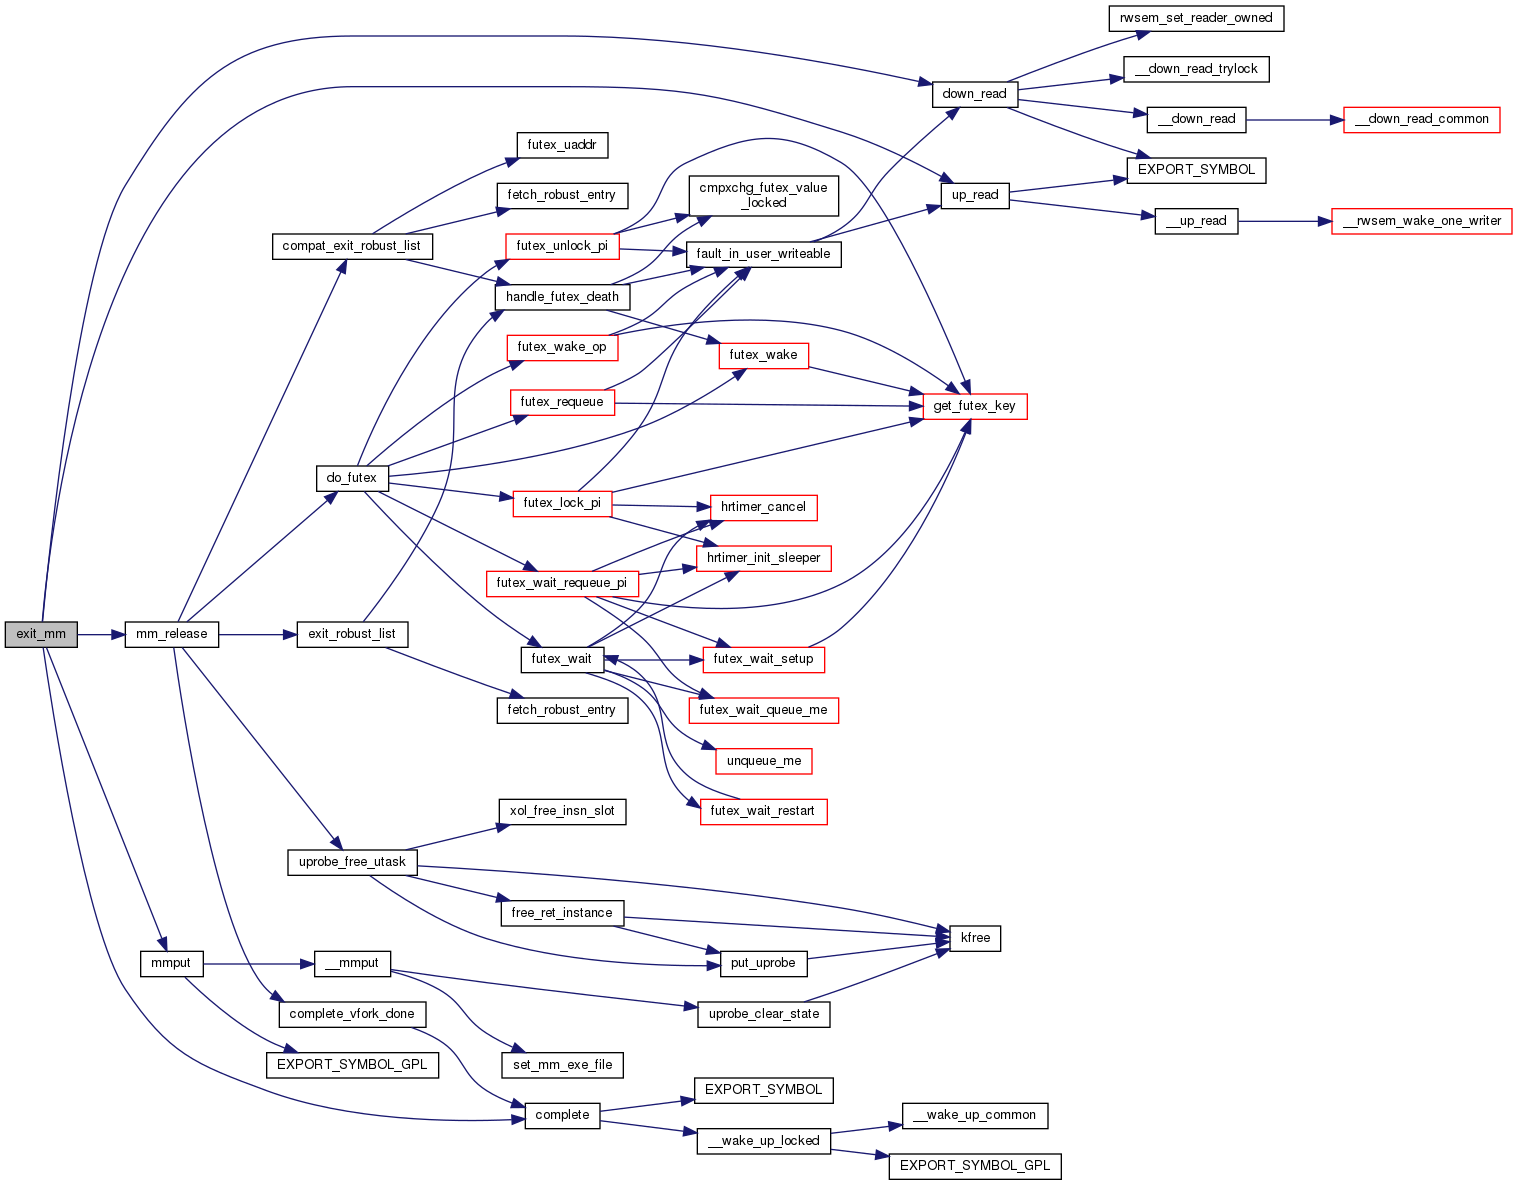 rwsem_set_reader_owned
__down_read_trylock
down_read
__down_read
__down_read_common
futex_uaddr
EXPORT_SYMBOL
fetch_robust_entry
cmpxchg_futex_value
_locked
up_read
__up_read
__rwsem_wake_one_writer
compat_exit_robust_list
futex_unlock_pi
fault_in_user_writeable
handle_futex_death
futex_wake_op
futex_wake
futex_requeue
get_futex_key
do_futex
futex_lock_pi
hrtimer_cancel
hrtimer_init_sleeper
futex_wait_requeue_pi
exit_mm
mm_release
exit_robust_list
futex_wait
futex_wait_setup
fetch_robust_entry
futex_wait_queue_me
unqueue_me
xol_free_insn_slot
futex_wait_restart
uprobe_free_utask
free_ret_instance
kfree
mmput
__mmput
put_uprobe
complete_vfork_done
uprobe_clear_state
EXPORT_SYMBOL_GPL
set_mm_exe_file
EXPORT_SYMBOL
complete
__wake_up_common
__wake_up_locked
EXPORT_SYMBOL_GPL